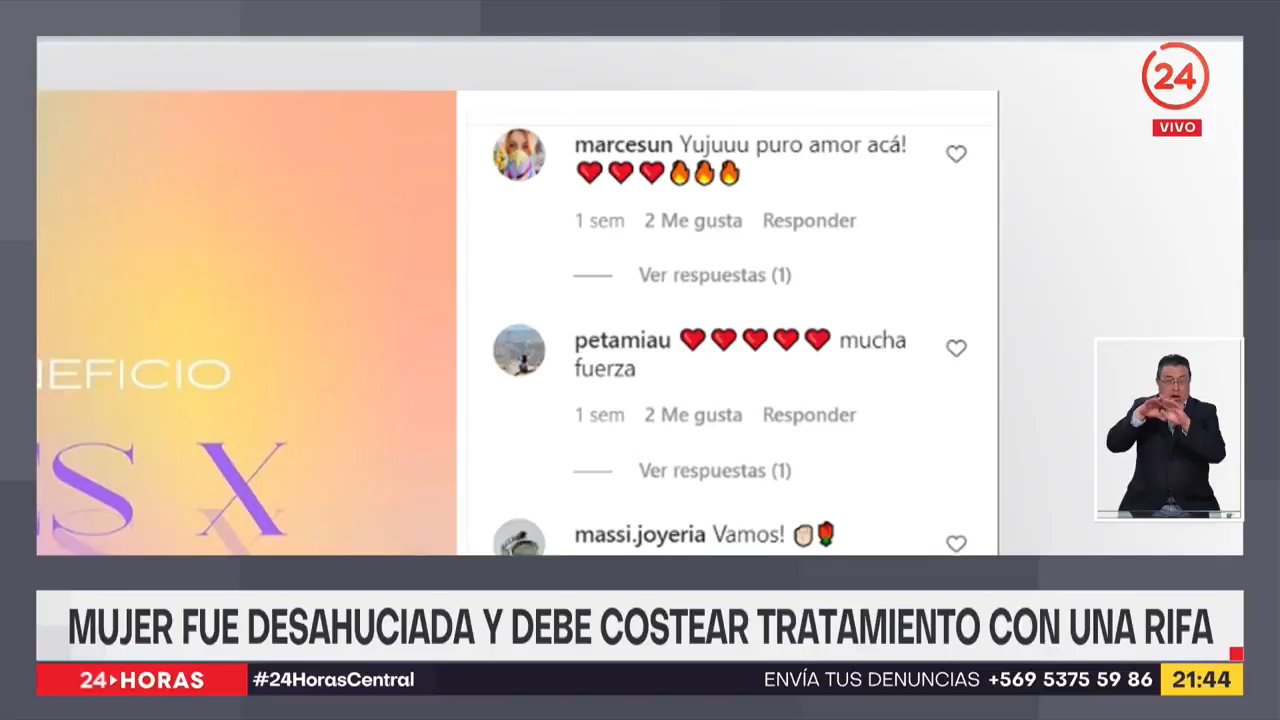 24
VIVO
marcesun Yujuuu puro amor acá!
❤️❤️❤️🔥🔥🔥
1 sem 2 Me gusta Responder
Ver respuestas (1)
petamiau ❤️❤️❤️❤️❤️ mucha
fuerza
1 sem 2 Me gusta Responder
Ver respuestas (1)
massi.joyeria Vamos! ✊🏻🌹
NEFICIO
ES X
MUJER FUE DESAHUCIADA Y DEBE COSTEAR TRATAMIENTO CON UNA RIFA
24 HORAS #24HorasCentral ENVÍA TUS DENUNCIAS +569 5375 59 86 21:44